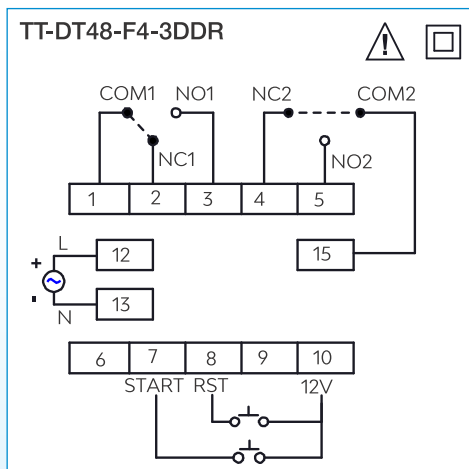 TT-DT48-F4-3DDR
COM1 NO1 NC2 COM2
NC1 NO2
1 2 3 4 5
L 12 15
+
-
N 13
6 7 8 9 10
START RST 12V